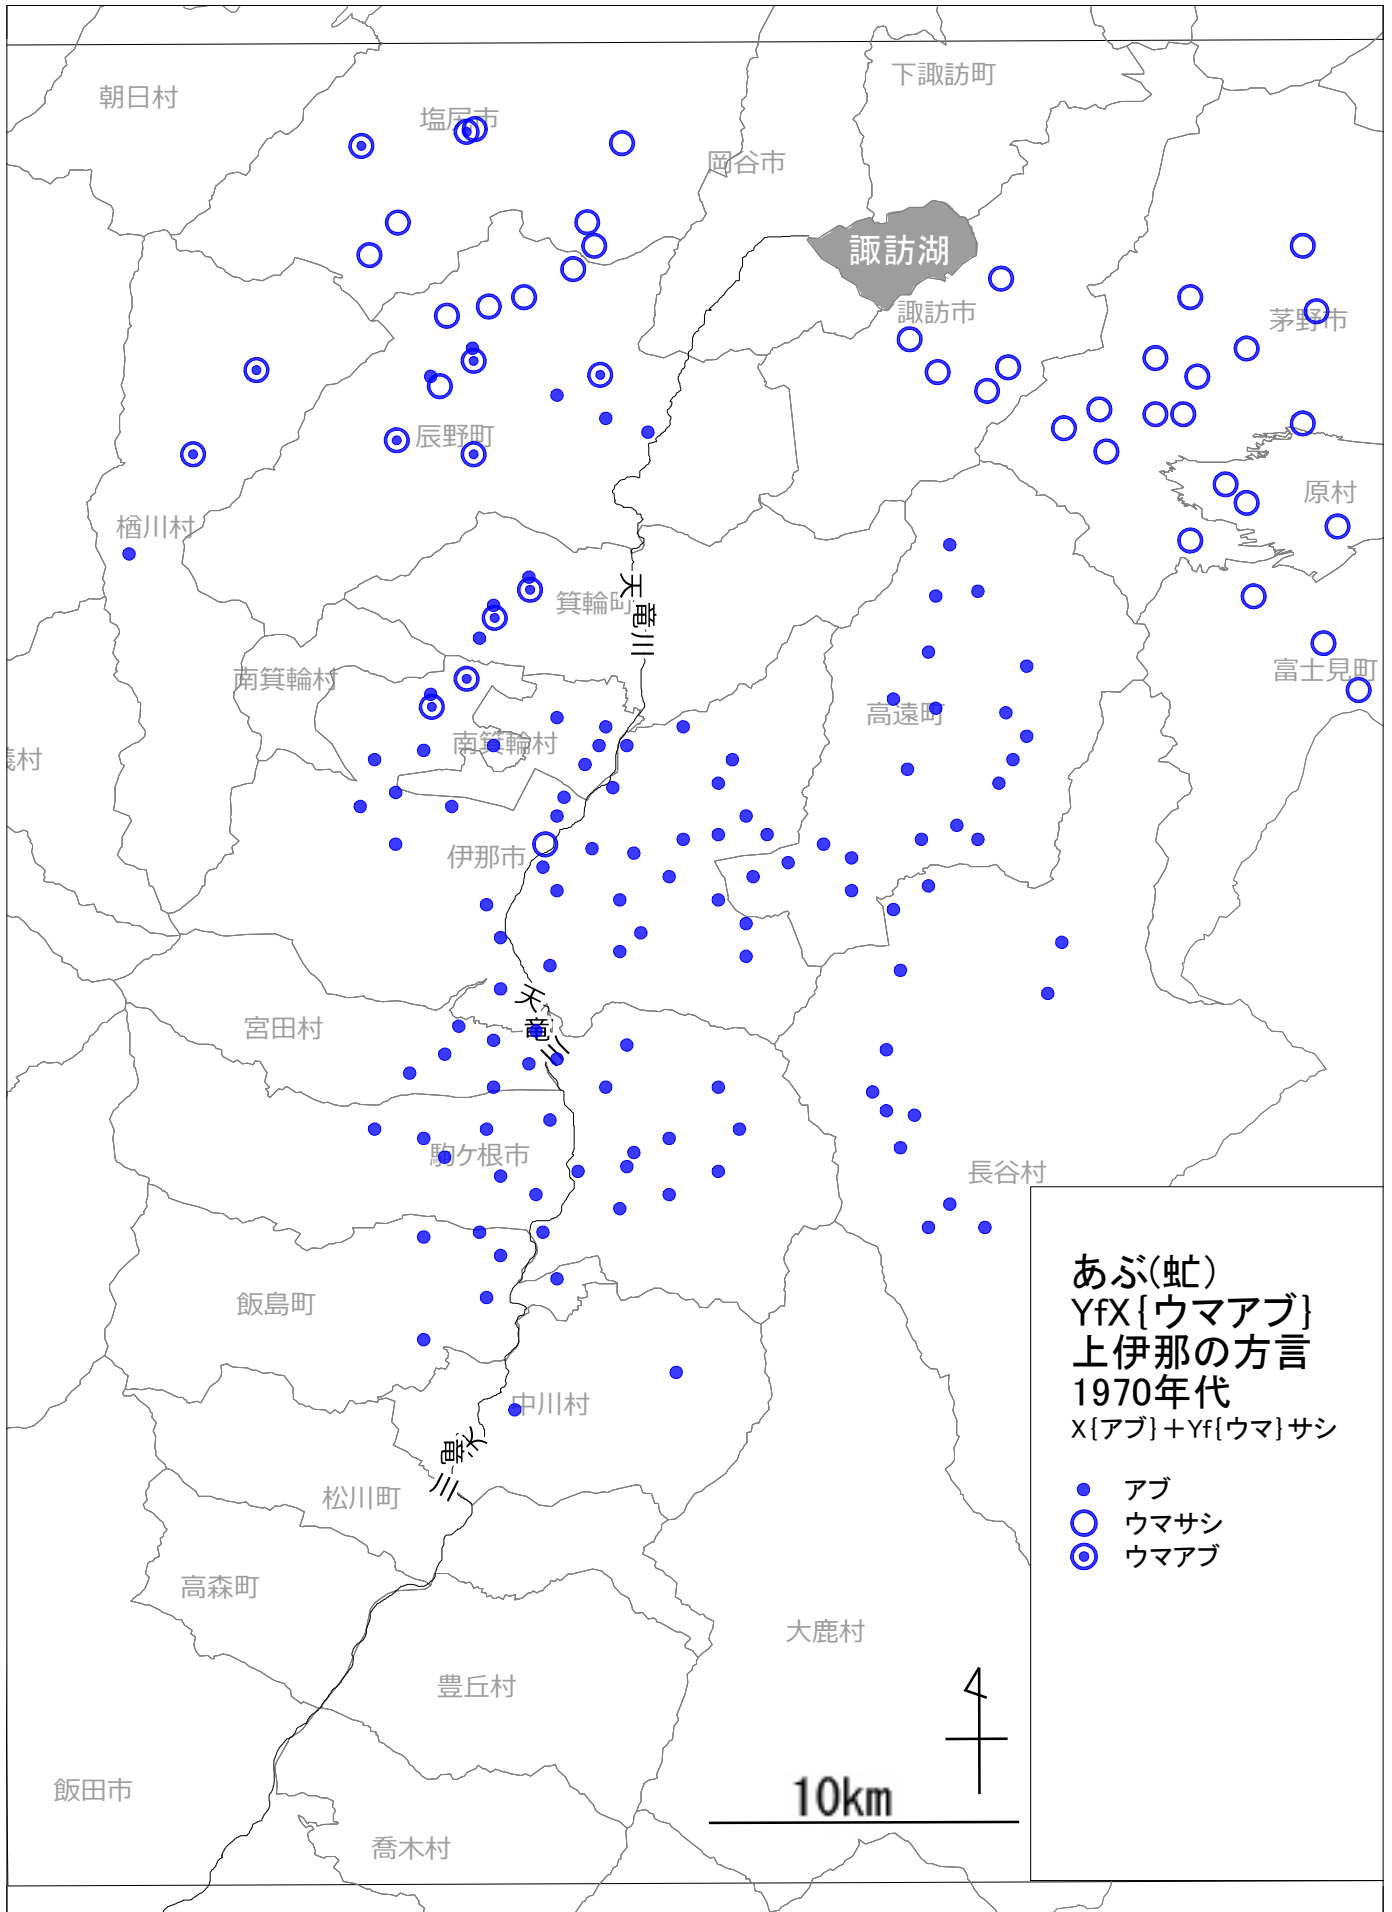 朝日村
塩尻市
下諏訪町
岡谷市
諏訪湖
諏訪市
茅野市
辰野町
原村
楢川村
天竜川
箕輪町
南箕輪村
富士見町
高遠町
南箕輪村
義村
伊那市
天竜川
宮田村
駒ケ根市
長谷村
飯島町
中川村
天竜川
松川町
高森町
大鹿村
豊丘村
飯田市
喬木村
10km
あぶ(虻)
YfX{ウマアブ}
上伊那の方言
1970年代
X{アブ}+Yf{ウマ}サシ
アブ
ウマサシ
ウマアブ